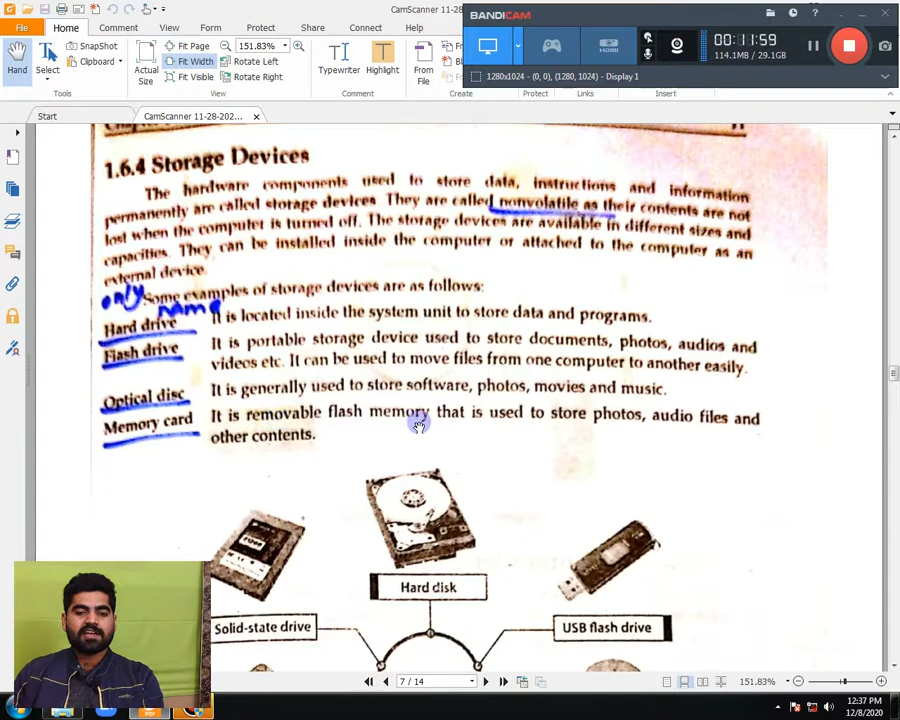 CamScanner 11-28-202
BANDICAM
File Home Comment View Form Protect Share Connect Help
00:11:59
114.1MB / 29.1GB
Hand
Select
SnapShot
Clipboard
Actual Size
Fit Page
Fit Width
Fit Visible
151.83%
Rotate Left
Rotate Right
Typewriter
Highlight
From File
1280x1024 - (0, 0), (1280, 1024) - Display 1
Tools View Comment Create Protect Links Insert
Start CamScanner 11-28-202...
1.6.4 Storage Devices
The hardware components used to store data, instructions and information
permanently are called storage devices. They are called nonvolatile as their contents are not
lost when the computer is turned off. The storage devices are available in different sizes and
capacities. They can be installed inside the computer or attached to the computer as an
external device.
only Some examples of storage devices are as follows:
name
Hard drive It is located inside the system unit to store data and programs.
Flash drive It is portable storage device used to store documents, photos, audios and
videos etc. It can be used to move files from one computer to another easily.
Optical disc It is generally used to store software, photos, movies and music.
Memory card It is removable flash memory that is used to store photos, audio files and
other contents.
Hard disk
Solid-state drive
USB flash drive
7 / 14
151.83%
12:37 PM
12/8/2020